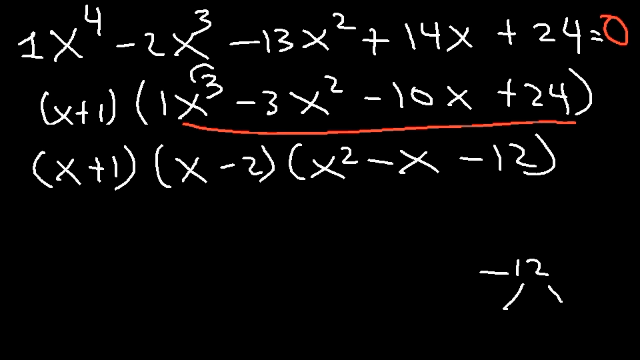 1x⁴ - 2x³ - 13x² + 14x + 24 = 0
(x+1) (1x³ - 3x² - 10x + 24)
(x+1) (x - 2) (x² - x - 12)
-12